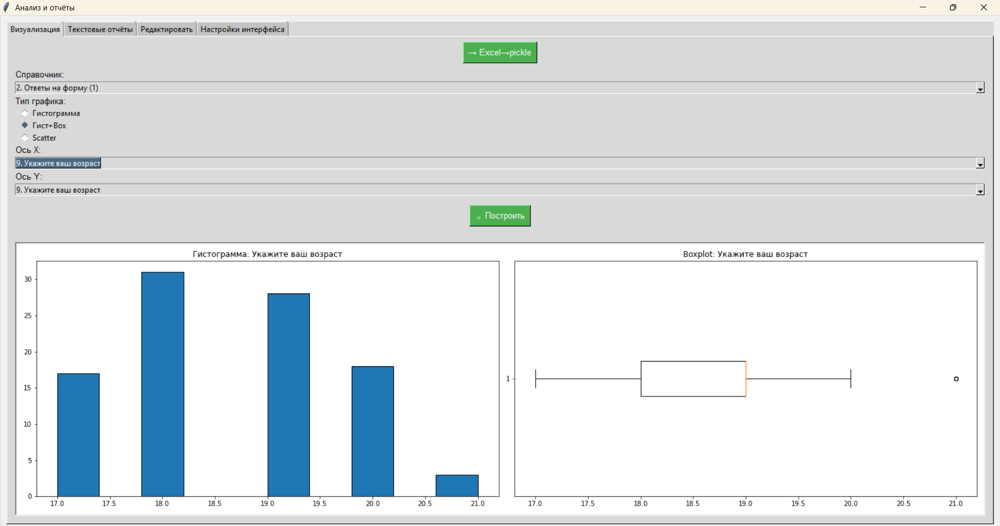 Анализ и отчёты
Визуализация Текстовые отчёты Редактировать Настройки интерфейса
→ Excel→pickle
Справочник:
2. Ответы на форму (1)
Тип графика:
Гистограмма
Гист+Box
Scatter
Ось X:
9. Укажите ваш возраст
Ось Y:
9. Укажите ваш возраст
Построить
Гистограмма: Укажите ваш возраст
30
25
20
15
10
5
0
17.0 17.5 18.0 18.5 19.0 19.5 20.0 20.5 21.0
Boxplot: Укажите ваш возраст
1
17.0 17.5 18.0 18.5 19.0 19.5 20.0 20.5 21.0